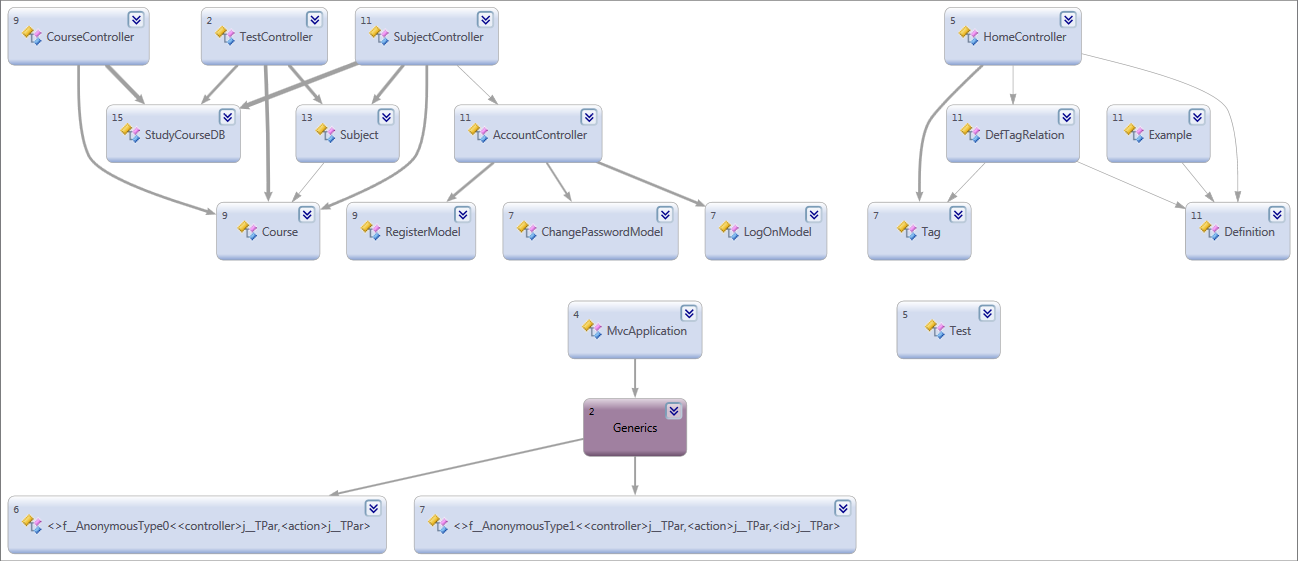 9
CourseController
2
TestController
11
SubjectController
5
HomeController
15
StudyCourseDB
13
Subject
11
AccountController
11
DefTagRelation
11
Example
9
Course
9
RegisterModel
7
ChangePasswordModel
7
LogOnModel
7
Tag
11
Definition
4
MvcApplication
5
Test
2
Generics
6
<>f__AnonymousType0<<controller>j__TPar,<action>j__TPar>
7
<>f__AnonymousType1<<controller>j__TPar,<action>j__TPar,<id>j__TPar>